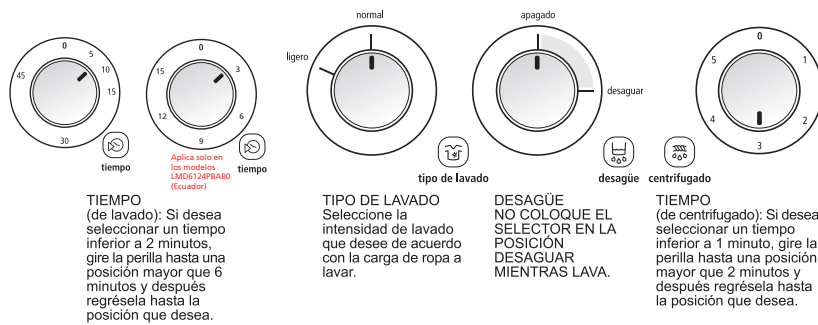 0
5
10
15
30
45
tiempo
0
3
6
9
12
15
tiempo
Aplica solo en
los modelos
LMD6124PBAB0
(Ecuador)
normal
ligero
tipo de lavado
apagado
desaguar
desagüe
0
1
2
3
4
5
centrifugado
TIEMPO
(de lavado): Si desea
seleccionar un tiempo
inferior a 2 minutos,
gire la perilla hasta una
posición mayor que 6
minutos y después
regrésela hasta la
posición que desea.
TIPO DE LAVADO
Seleccione la
intensidad de lavado
que desee de acuerdo
con la carga de ropa a
lavar.
DESAGÜE
NO COLOQUE EL
SELECTOR EN LA
POSICIÓN
DESAGUAR
MIENTRAS LAVA.
TIEMPO
(de centrifugado): Si desea
seleccionar un tiempo
inferior a 1 minuto, gire la
perilla hasta una posición
mayor que 2 minutos y
después regrésela hasta
la posición que desea.